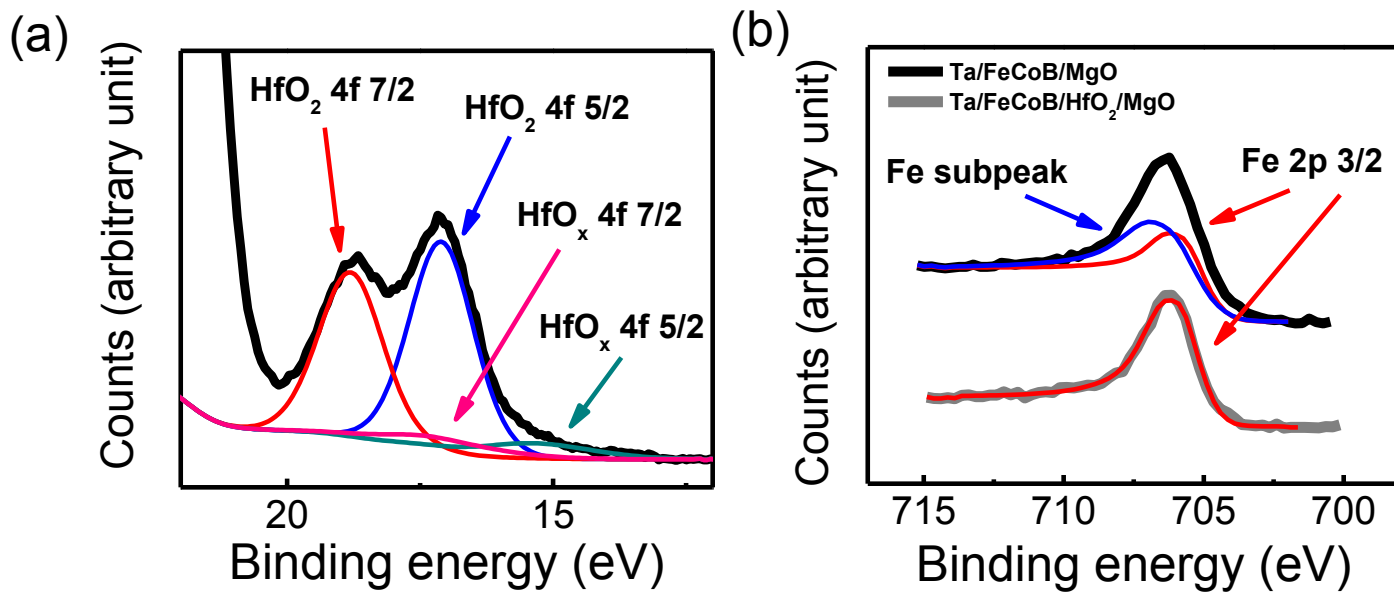 (a)
Counts (arbitrary unit)
HfO₂ 4f 7/2
HfO₂ 4f 5/2
HfOₓ 4f 7/2
HfOₓ 4f 5/2
20
15
Binding energy (eV)
(b)
Counts (arbitrary unit)
Ta/FeCoB/MgO
Ta/FeCoB/HfO₂/MgO
Fe subpeak
Fe 2p 3/2
715
710
705
700
Binding energy (eV)